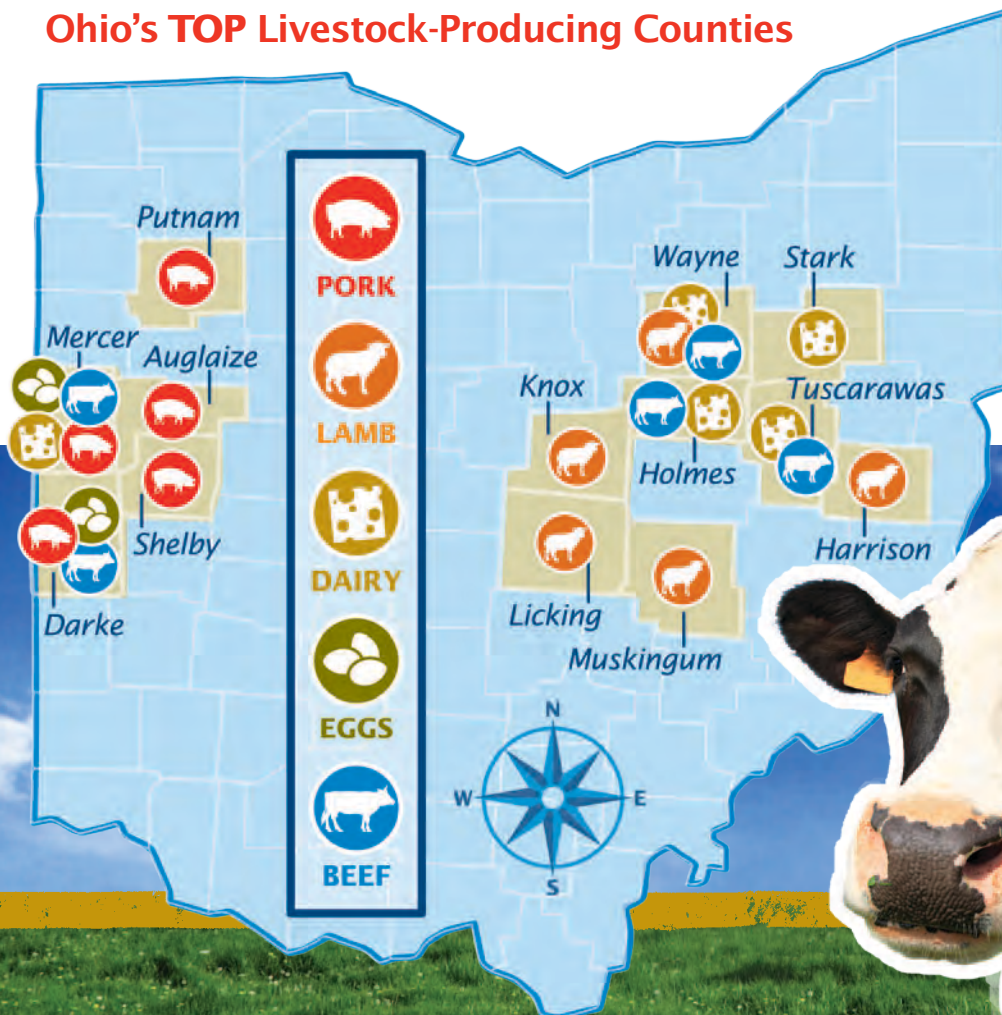 Ohio's TOP Livestock-Producing Counties
Putnam
Mercer
Auglaize
Shelby
Darke
PORK
LAMB
DAIRY
EGGS
BEEF
Wayne
Stark
Knox
Tuscarawas
Holmes
Harrison
Licking
Muskingum
N
W
E
S